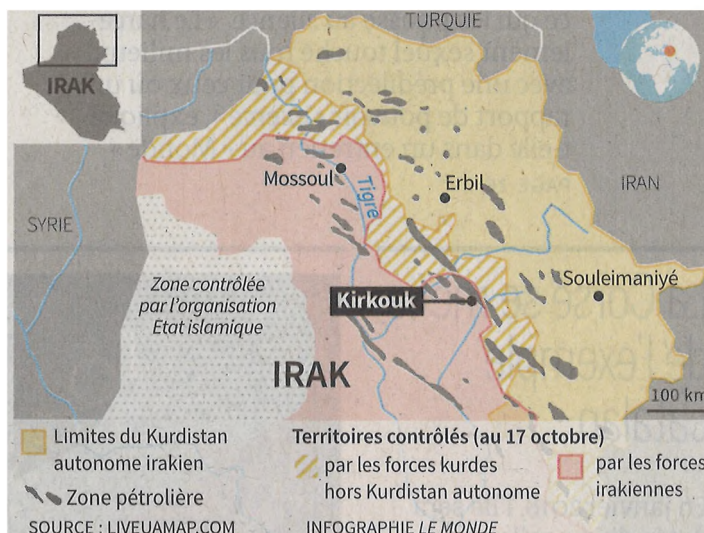 TURQUIE
IRAK
Mossoul
Tigre
Erbil
IRAN
SYRIE
Zone contrôlée
par l'organisation
Etat islamique
Kirkouk
Souleimaniyé
IRAK
100 km
Limites du Kurdistan
autonome irakien
Zone pétrolière
Territoires contrôlés (au 17 octobre)
par les forces kurdes
hors Kurdistan autonome
par les forces
irakiennes
SOURCE : LIVEUAMAP.COM
INFOGRAPHIE LE MONDE